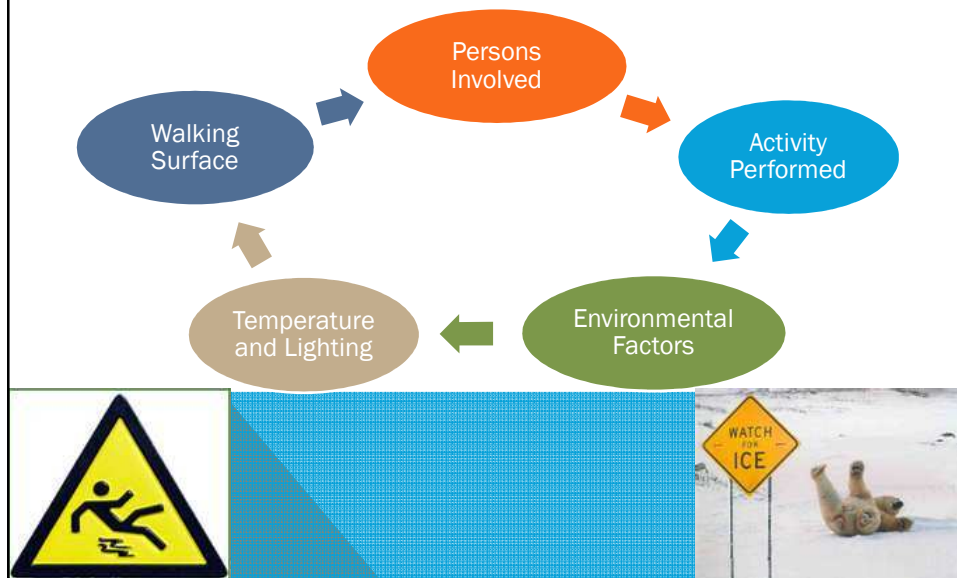 Persons
Involved
Walking
Surface
Activity
Performed
Temperature
and Lighting
Environmental
Factors
WATCH
FOR
ICE